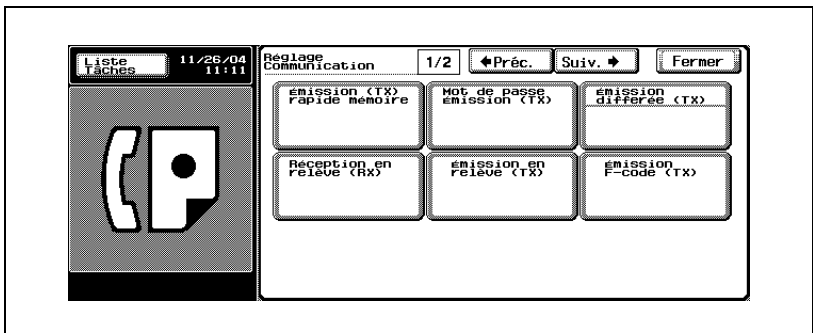 Liste
Tâches
11/26/04
11:11
Réglage
Communication
1/2
Préc.
Suiv.
Fermer
émission (TX)
rapide mémoire
Mot de passe
émission (TX)
émission
differée (TX)
Réception en
relève (RX)
émission en
relève (TX)
émission
F-code (TX)